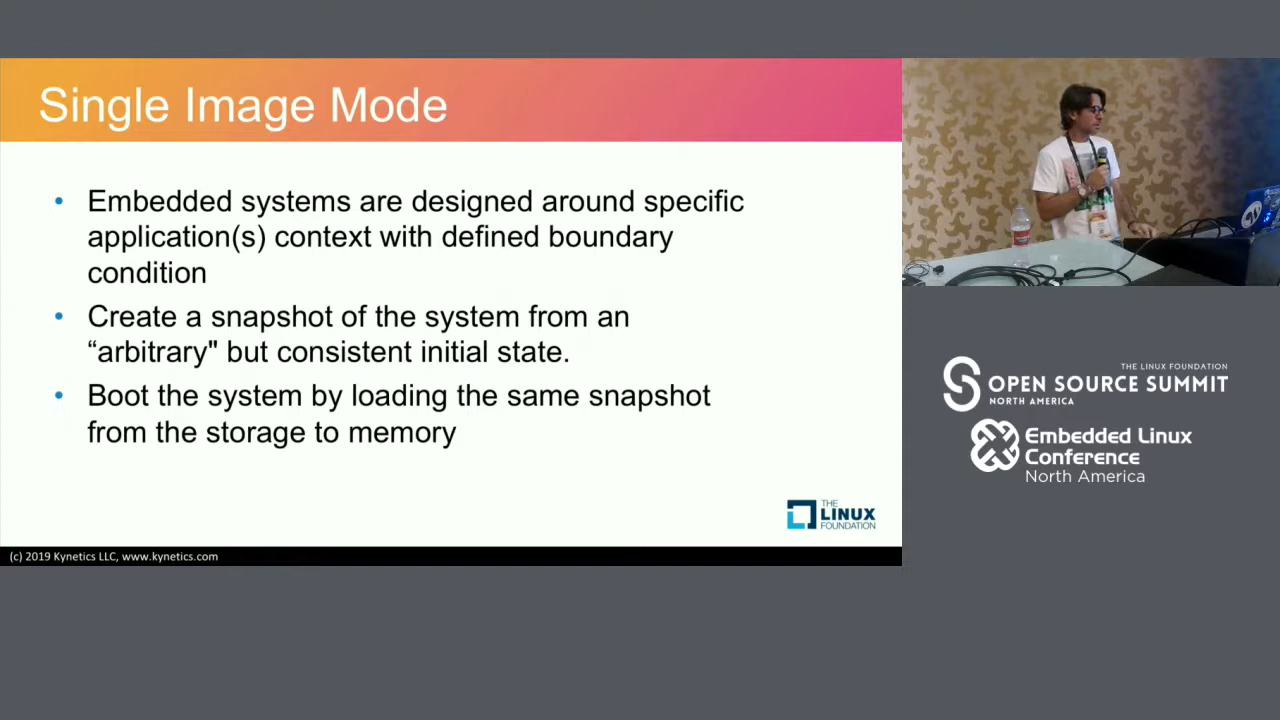 Single Image Mode
• Embedded systems are designed around specific
application(s) context with defined boundary
condition
• Create a snapshot of the system from an
“arbitrary" but consistent initial state.
• Boot the system by loading the same snapshot
from the storage to memory
THE
LINUX
FOUNDATION
(c) 2019 Kynetics LLC, www.kynetics.com
THE LINUX FOUNDATION
OPEN SOURCE SUMMIT
NORTH AMERICA
Embedded Linux
Conference
North America